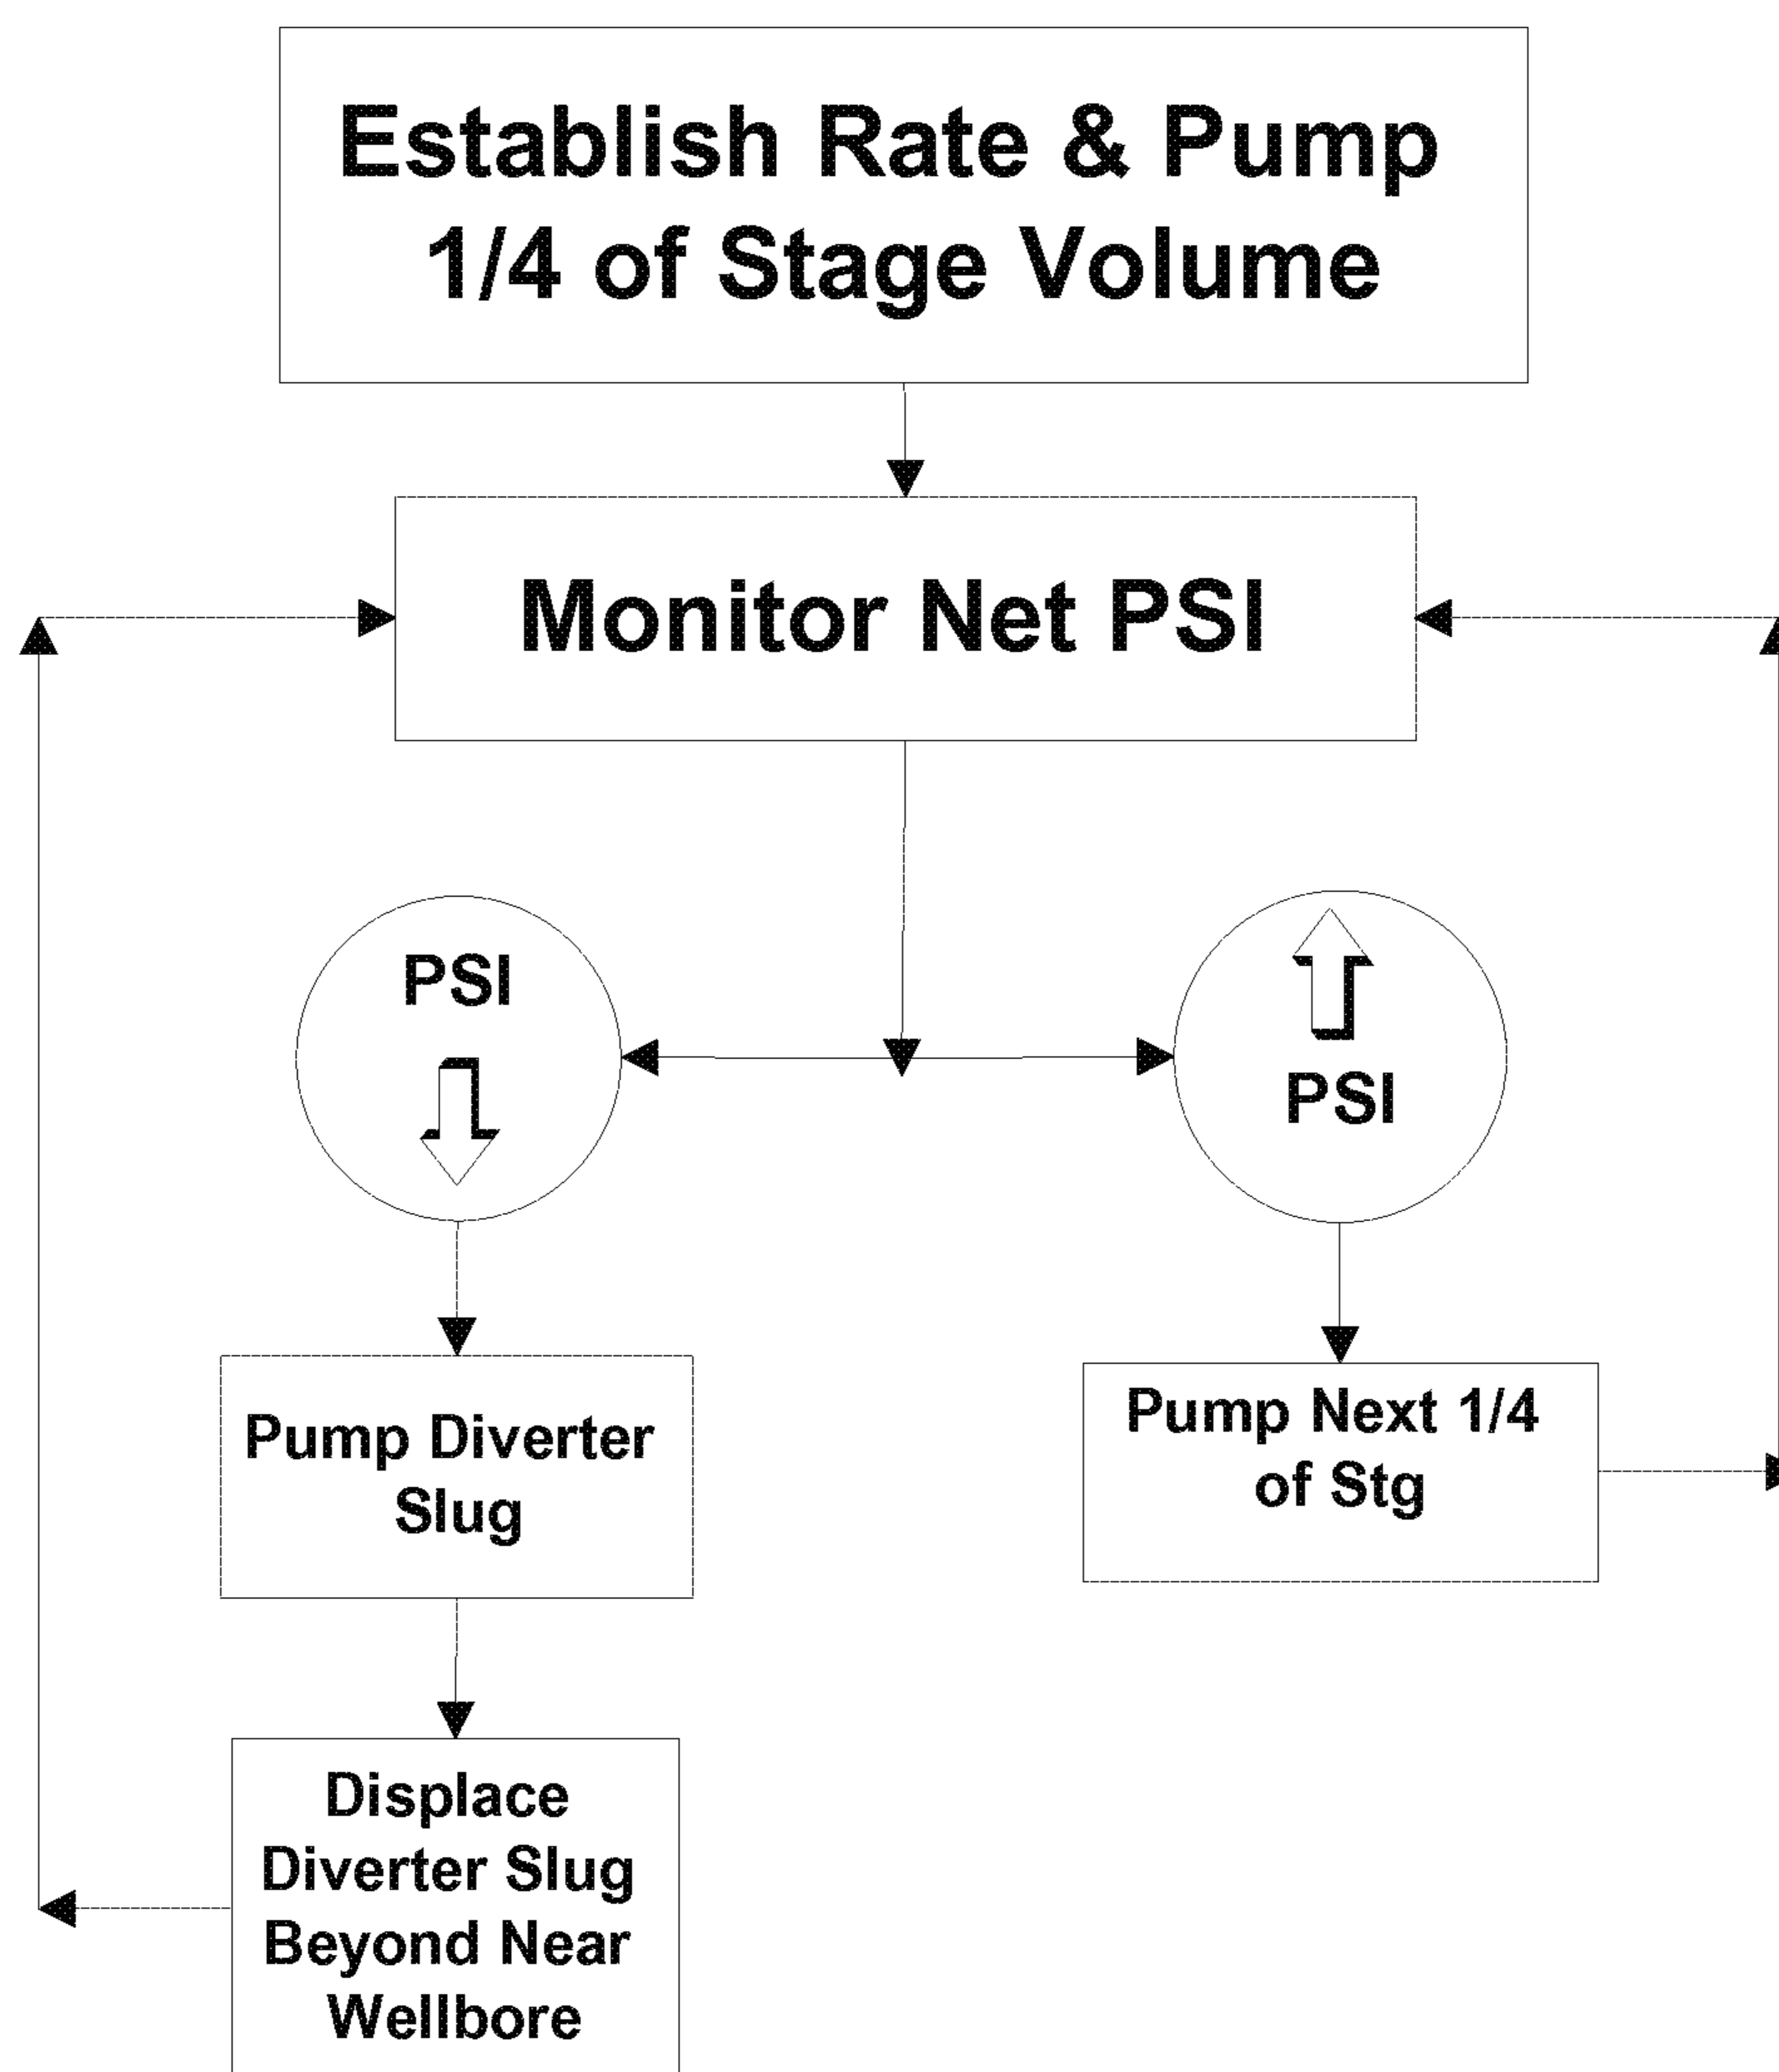 Establish Rate & Pump
1/4 of Stage Volume
Monitor Net PSI
PSI
PSI
Pump Diverter
Slug
Pump Next 1/4
of Stg
Displace
Diverter Slug
Beyond Near
Wellbore